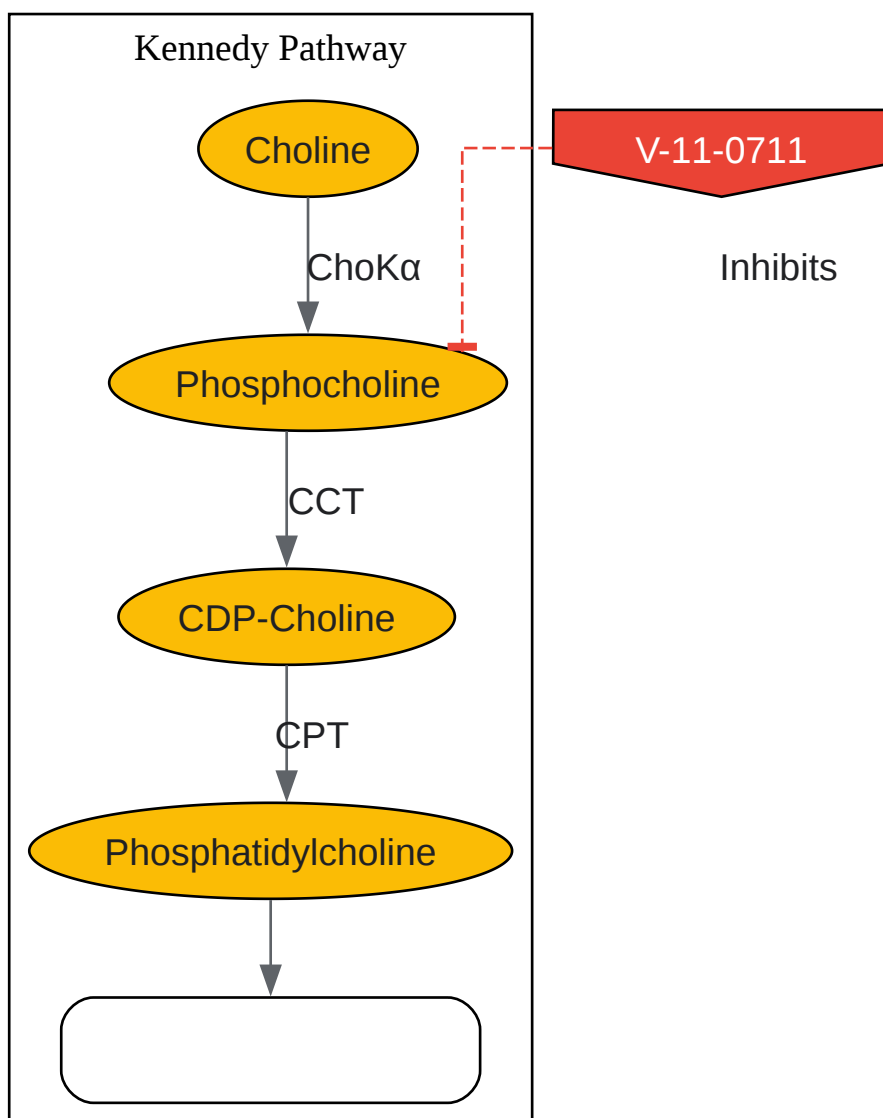 Kennedy Pathway
Choline
V-11-0711
ChoKα
Inhibits
Phosphocholine
CCT
CDP-Choline
CPT
Phosphatidylcholine